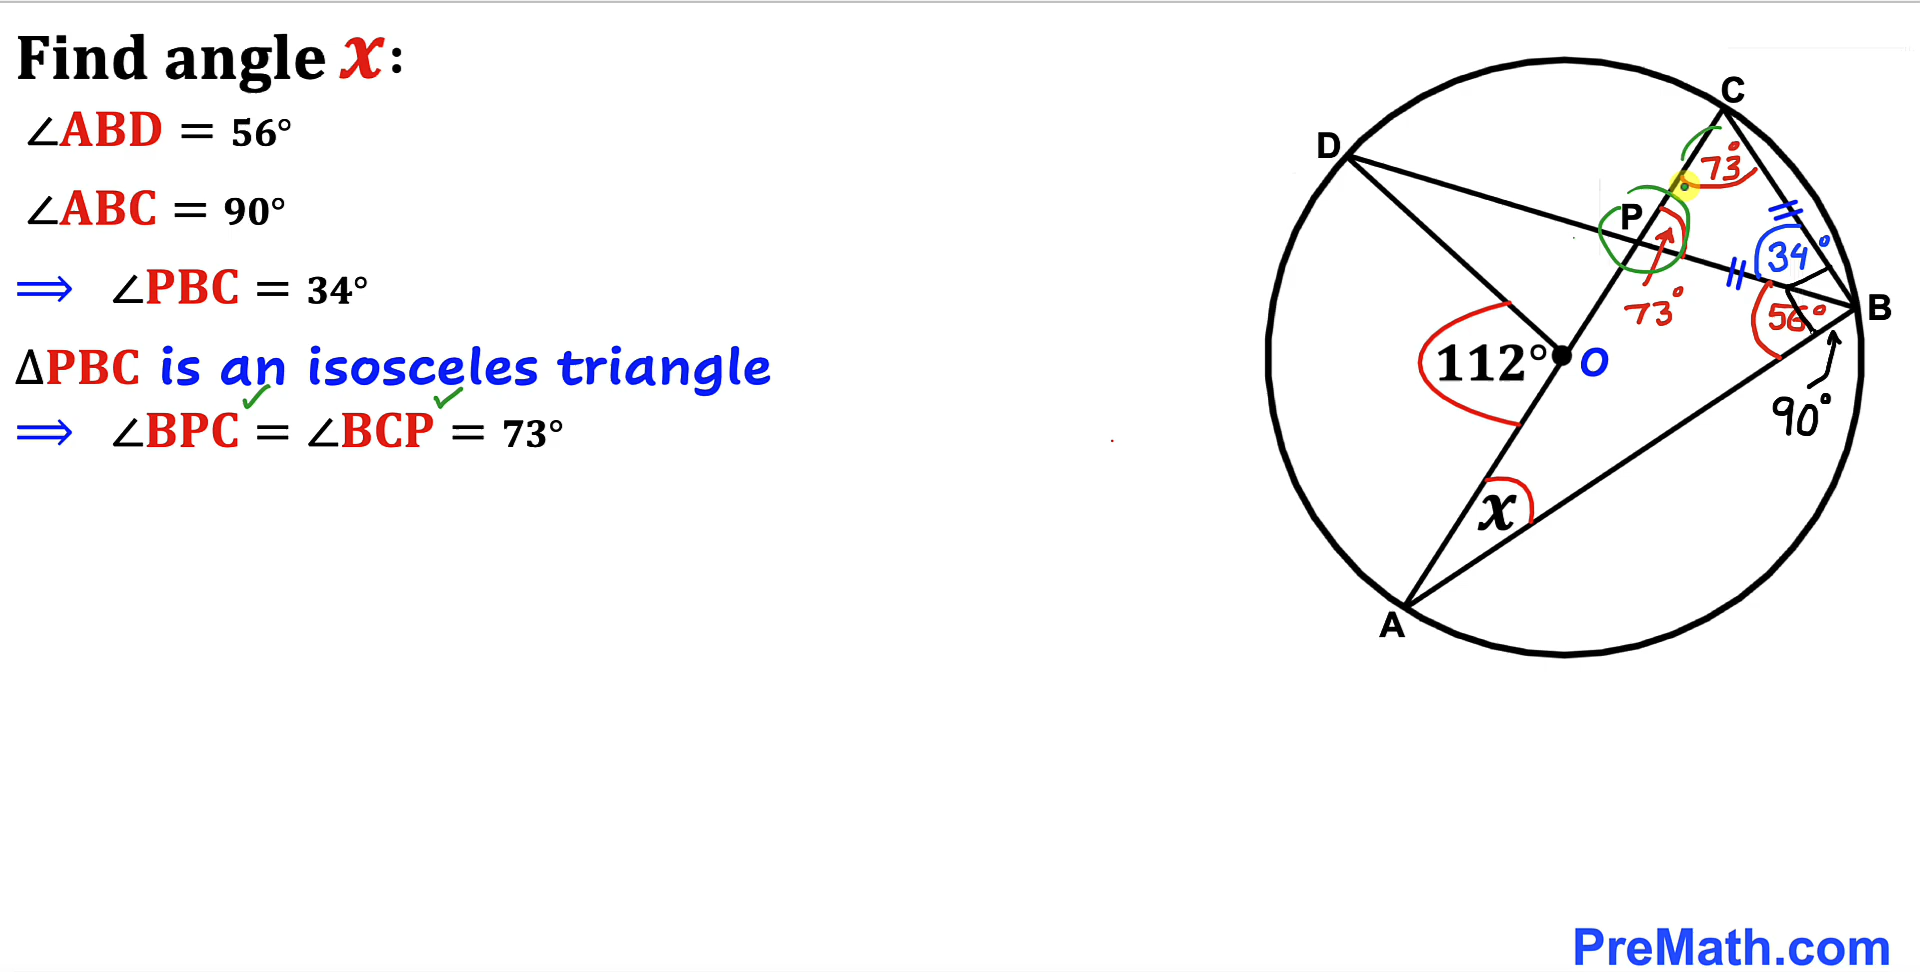 Find angle x:
∠ABD = 56°
∠ABC = 90°
⟹ ∠PBC = 34°
ΔPBC is an isosceles triangle
⟹ ∠BPC = ∠BCP = 73°
C
D
73°
P
34°
B
73°
56°
112°
O
90°
x
A
PreMath.com